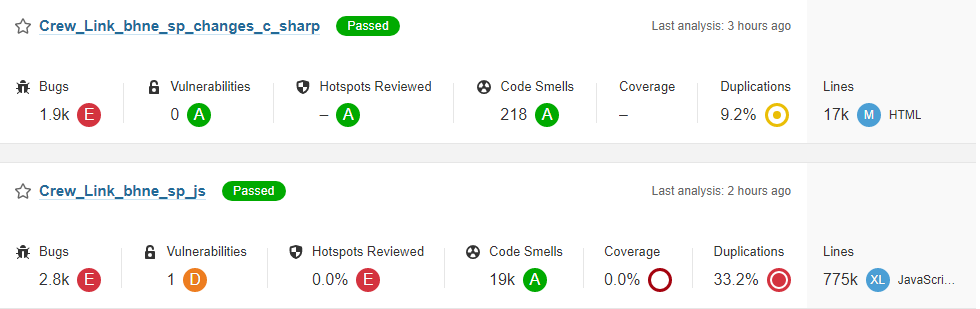 Crew_Link_bhne_sp_changes_c_sharp Passed Last analysis: 3 hours ago
Bugs Vulnerabilities Hotspots Reviewed Code Smells Coverage Duplications Lines
1.9k E 0 A – A 218 A – 9.2% 17k M HTML
Crew_Link_bhne_sp_js Passed Last analysis: 2 hours ago
Bugs Vulnerabilities Hotspots Reviewed Code Smells Coverage Duplications Lines
2.8k E 1 D 0.0% E 19k A 0.0% 33.2% 775k XL JavaScri...